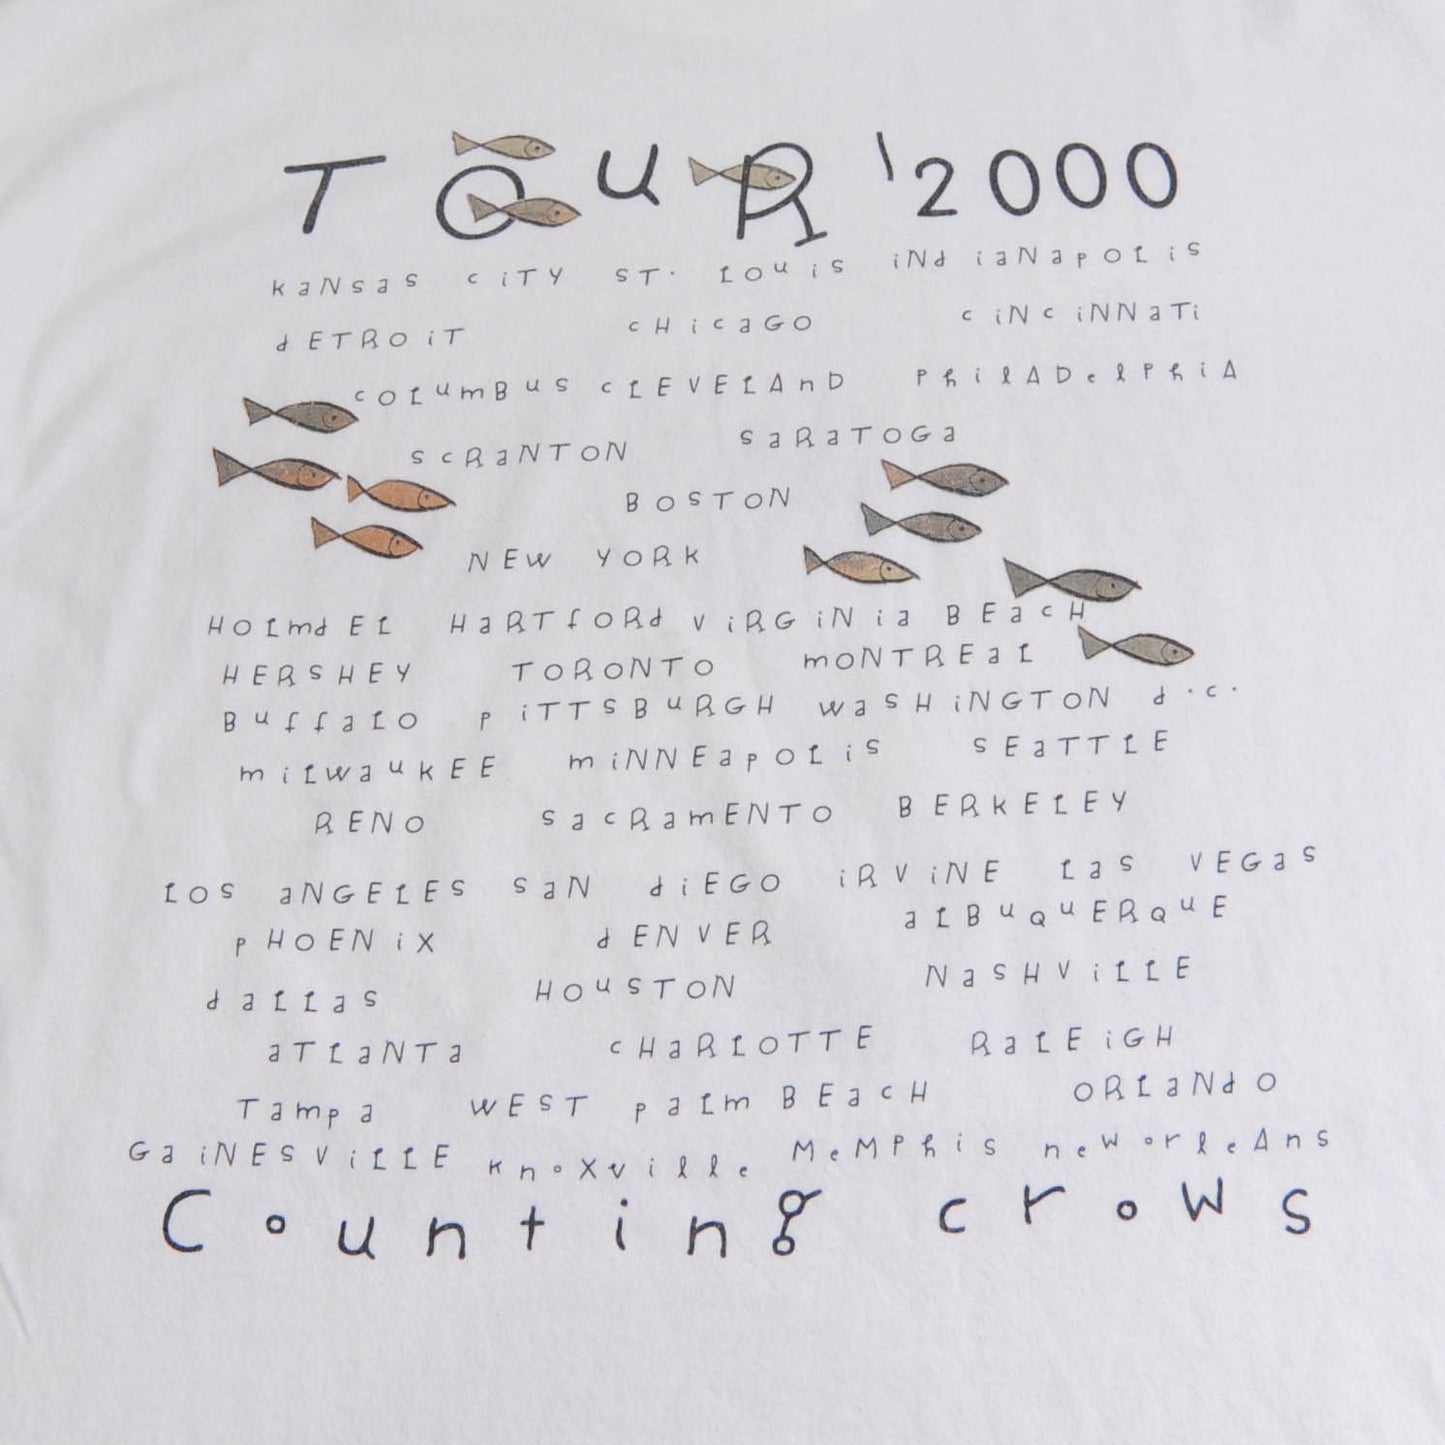 TOUR '2000
KaNSaS CiTY ST. LOuiS iNdiaNaPOLiS
dETROiT CHicaGO CiNCiNNaTi
COLumBuS CLEVELAnD PhilADelPhiA
SCRaNTON SaRaTOGa
BOSTON
NEW YORK
HOLmdEL HaRTfORd ViRGiNia BEacH
HERSHEY TORONTO mONTREaL
BuffaLO PiTTSBuRGH WaSHiNGTON d.c.
miLwauKEE miNNEaPOLiS SEaTTLE
RENO SacRamENTO BERKELEY
LOS aNGELES SaN diEGO iRViNE LaS VEGaS
PHOENiX dENVER aLBuQuERQuE
daLLaS HOuSTON NaSHViLLE
aTLaNTa cHaRLOTTE RaLEiGH
Tampa WEST paLm BEacH ORLaNdO
GaiNESViLLE KnoXville MeMPhiS neworleAnS
Counting crowS